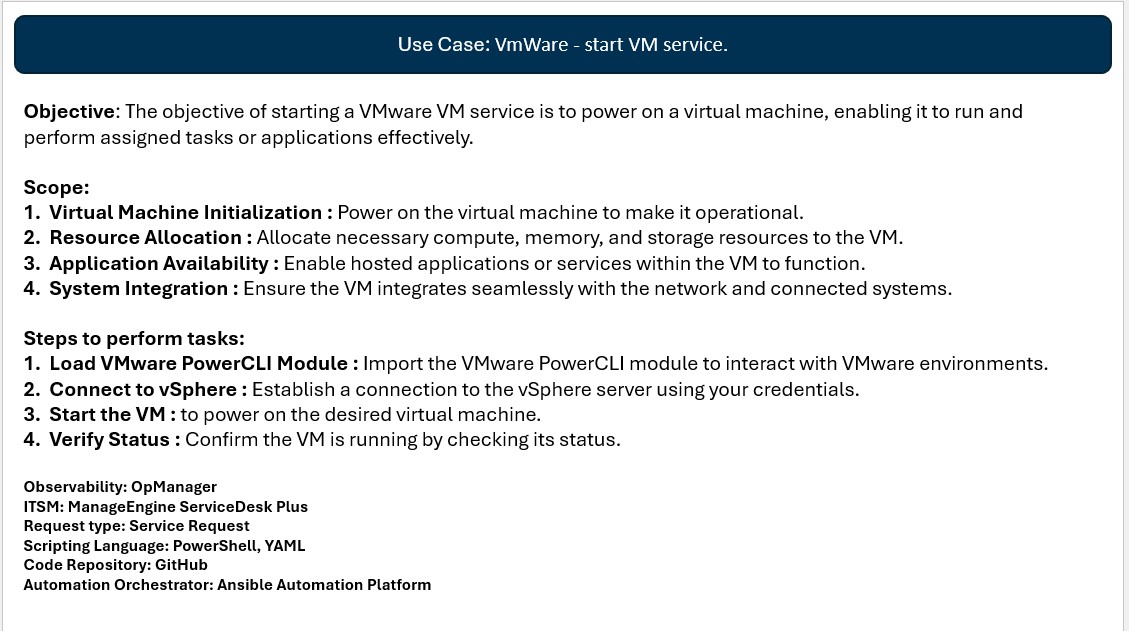 Use Case: VmWare - start VM service.
Objective: The objective of starting a VMware VM service is to power on a virtual machine, enabling it to run and
perform assigned tasks or applications effectively.
Scope:
1. Virtual Machine Initialization : Power on the virtual machine to make it operational.
2. Resource Allocation : Allocate necessary compute, memory, and storage resources to the VM.
3. Application Availability : Enable hosted applications or services within the VM to function.
4. System Integration : Ensure the VM integrates seamlessly with the network and connected systems.
Steps to perform tasks:
1. Load VMware PowerCLI Module : Import the VMware PowerCLI module to interact with VMware environments.
2. Connect to vSphere : Establish a connection to the vSphere server using your credentials.
3. Start the VM : to power on the desired virtual machine.
4. Verify Status : Confirm the VM is running by checking its status.
Observability: OpManager
ITSM: ManageEngine ServiceDesk Plus
Request type: Service Request
Scripting Language: PowerShell, YAML
Code Repository: GitHub
Automation Orchestrator: Ansible Automation Platform